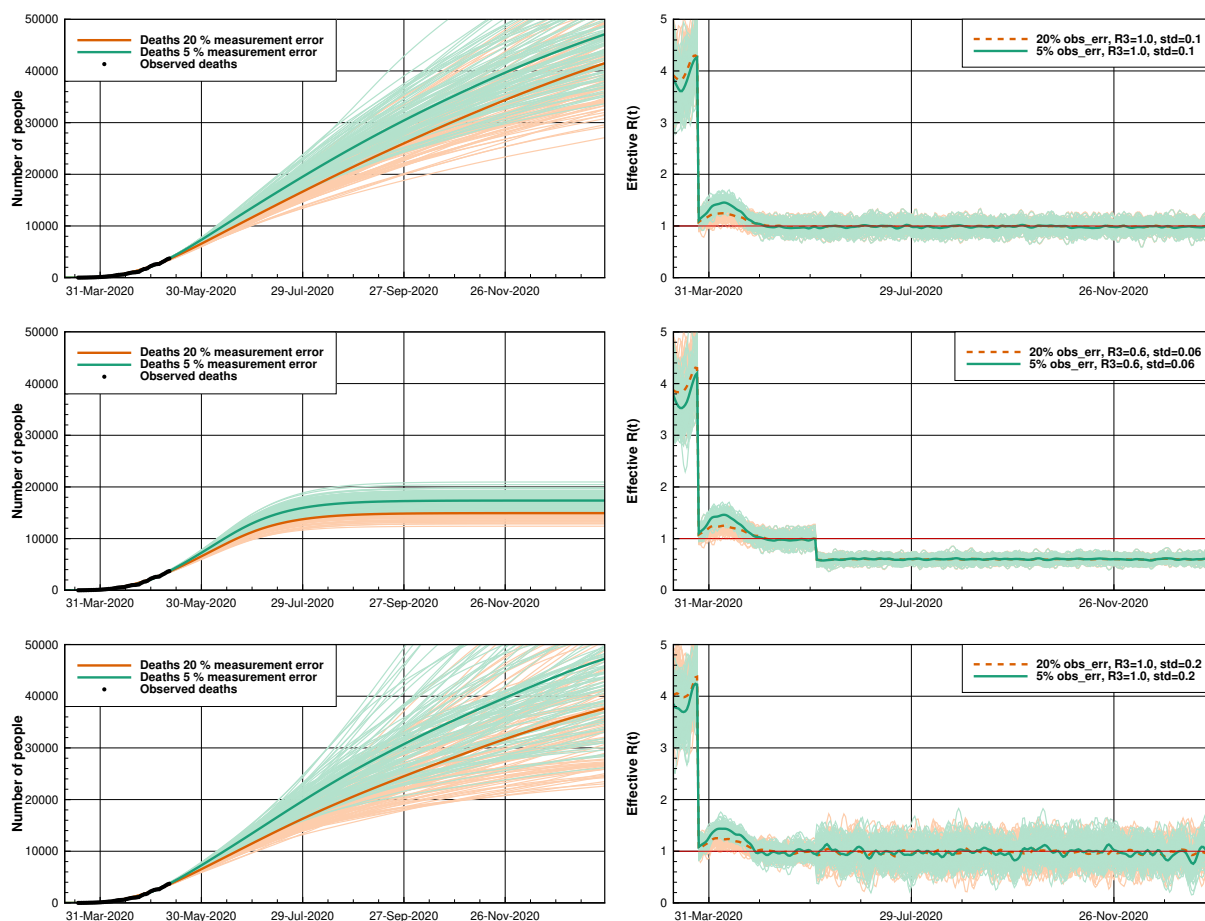 50000
40000
30000
20000
10000
0
Number of people
Deaths 20 % measurement error
Deaths 5 % measurement error
Observed deaths
31-Mar-2020 30-May-2020 29-Jul-2020 27-Sep-2020 26-Nov-2020
5
4
3
2
1
0
Effective R(t)
20% obs_err, R3=1.0, std=0.1
5% obs_err, R3=1.0, std=0.1
31-Mar-2020 29-Jul-2020 26-Nov-2020
50000
40000
30000
20000
10000
0
Number of people
Deaths 20 % measurement error
Deaths 5 % measurement error
Observed deaths
31-Mar-2020 30-May-2020 29-Jul-2020 27-Sep-2020 26-Nov-2020
5
4
3
2
1
0
Effective R(t)
20% obs_err, R3=0.6, std=0.06
5% obs_err, R3=0.6, std=0.06
31-Mar-2020 29-Jul-2020 26-Nov-2020
50000
40000
30000
20000
10000
0
Number of people
Deaths 20 % measurement error
Deaths 5 % measurement error
Observed deaths
31-Mar-2020 30-May-2020 29-Jul-2020 27-Sep-2020 26-Nov-2020
5
4
3
2
1
0
Effective R(t)
20% obs_err, R3=1.0, std=0.2
5% obs_err, R3=1.0, std=0.2
31-Mar-2020 29-Jul-2020 26-Nov-2020